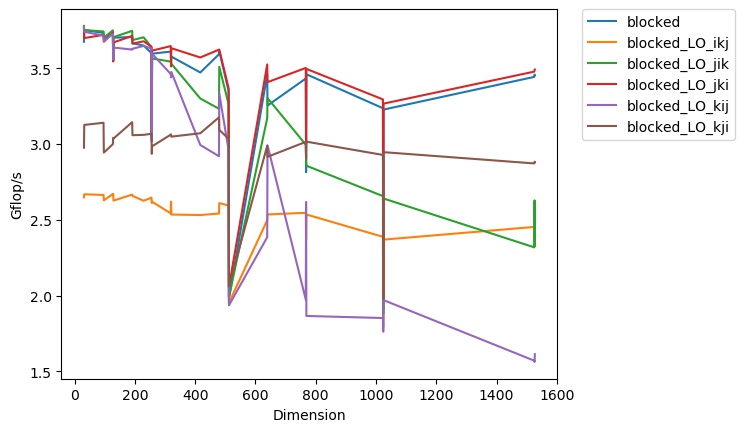 Gflop/s
3.5
3.0
2.5
2.0
1.5
0
200
400
600
800
1000
1200
1400
1600
Dimension
blocked
blocked_LO_ikj
blocked_LO_jik
blocked_LO_jki
blocked_LO_kij
blocked_LO_kji